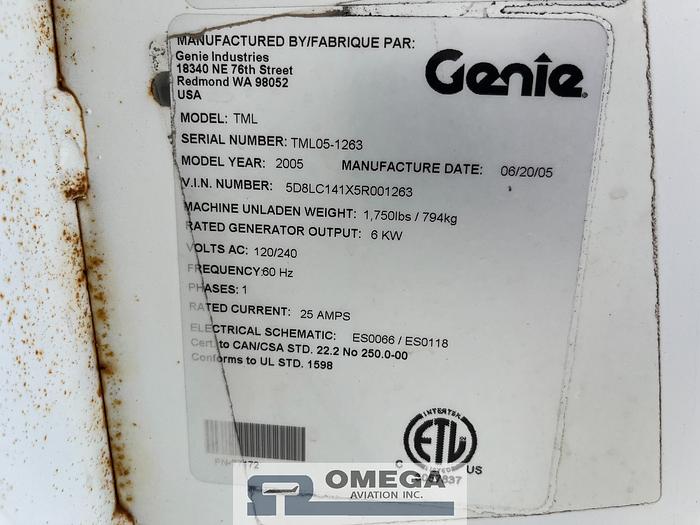 MANUFACTURED BY/FABRIQUE PAR:
Genie Industries
18340 NE 76th Street
Redmond WA 98052
USA
Genie
MODEL: TML
SERIAL NUMBER: TML05-1263
MODEL YEAR: 2005 MANUFACTURE DATE: 06/20/05
V.I.N. NUMBER: 5D8LC141X5R001263
MACHINE UNLADEN WEIGHT: 1,750lbs / 794kg
RATED GENERATOR OUTPUT: 6 KW
VOLTS AC: 120/240
FREQUENCY:60 Hz
PHASES: 1
RATED CURRENT: 25 AMPS
ELECTRICAL SCHEMATIC: ES0066 / ES0118
Cert. to CAN/CSA STD. 22.2 No 250.0-00
Conforms to UL STD. 1598
INTERTEK
ETL
LISTED
C US
OMEGA
AVIATION INC.